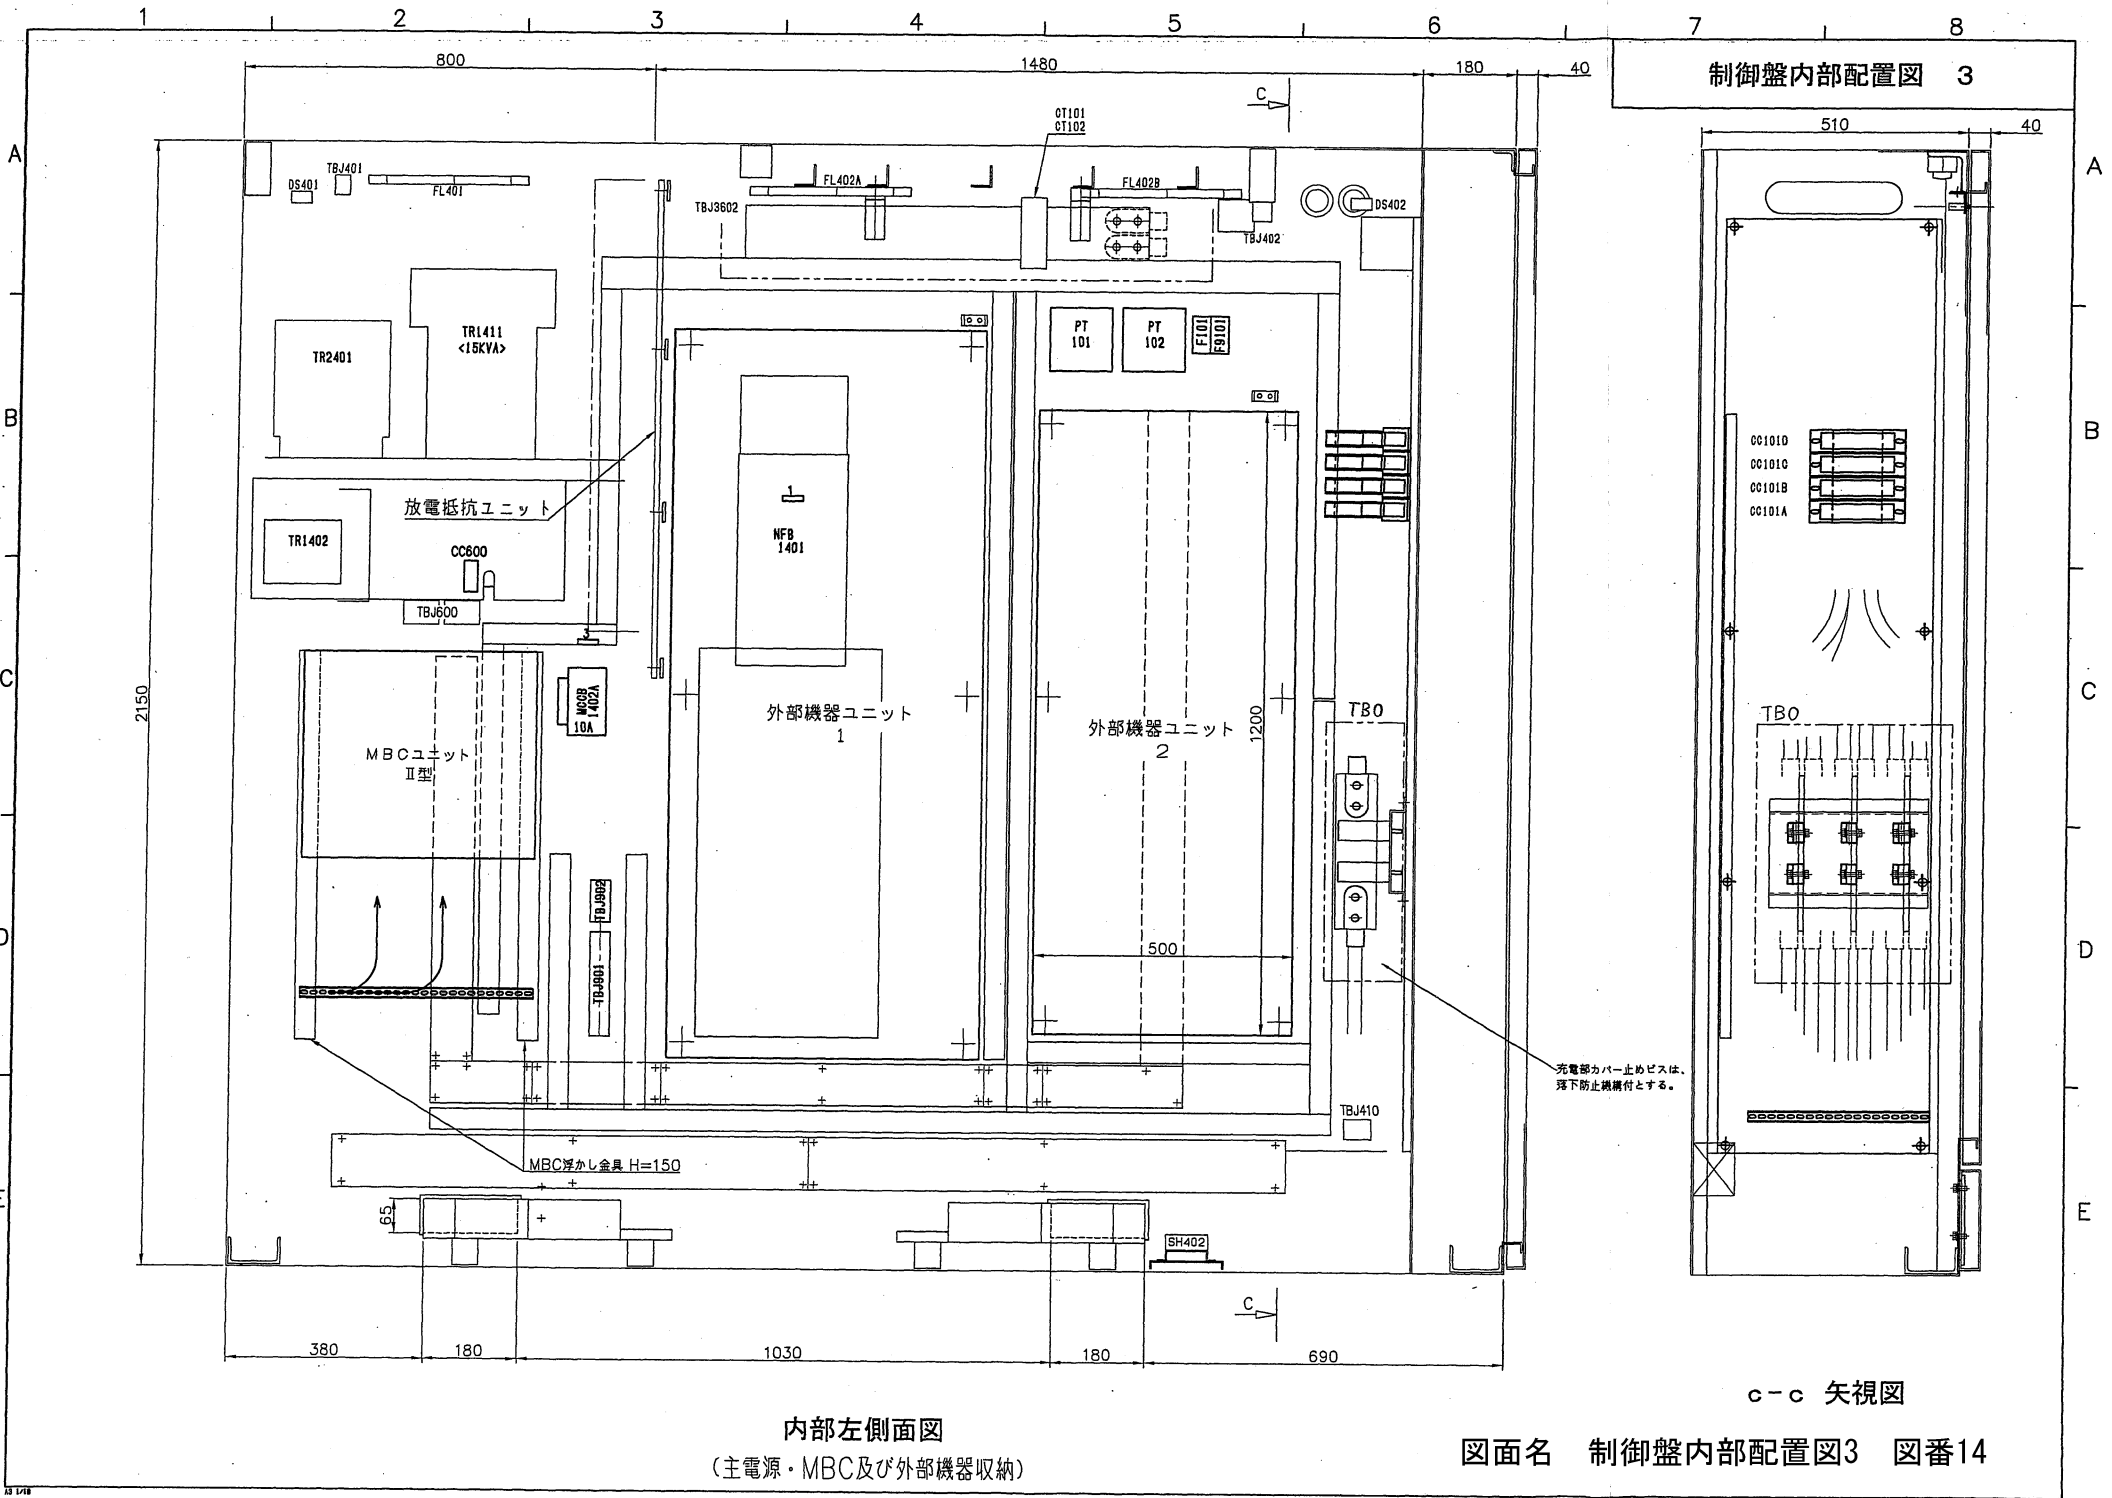 1 2 3 4 5 6 7 8
制御盤内部配置図 3
800 1480 180 40
510 40
C
CT101
CT102
A
A
TBJ401
DS401
FL401
FL402A
FL402B
TBJ3602
DS402
TBJ402
TR2401
TR1411
<15KVA>
PT
101
PT
102
F101
F9101
B
B
CC101D
CC101C
CC101B
CC101A
放電抵抗ユニット
1
NFB
1401
TR1402
CC600
TBJ600
3
C
C
2150
MCCB
1402A
10A
MBCユニット
Ⅱ型
外部機器ユニット
1
外部機器ユニット
2
1200
TBO
TBO
TBJ902
TBJ901
500
D
D
充電部カバー止めビスは、
落下防止機構付とする。
TBJ410
MBC浮かし金具 H=150
65
SH402
E
E
C
380 180 1030 180 690
c-c 矢視図
内部左側面図
(主電源・MBC及び外部機器収納)
図面名 制御盤内部配置図3 図番14
A3 1/10